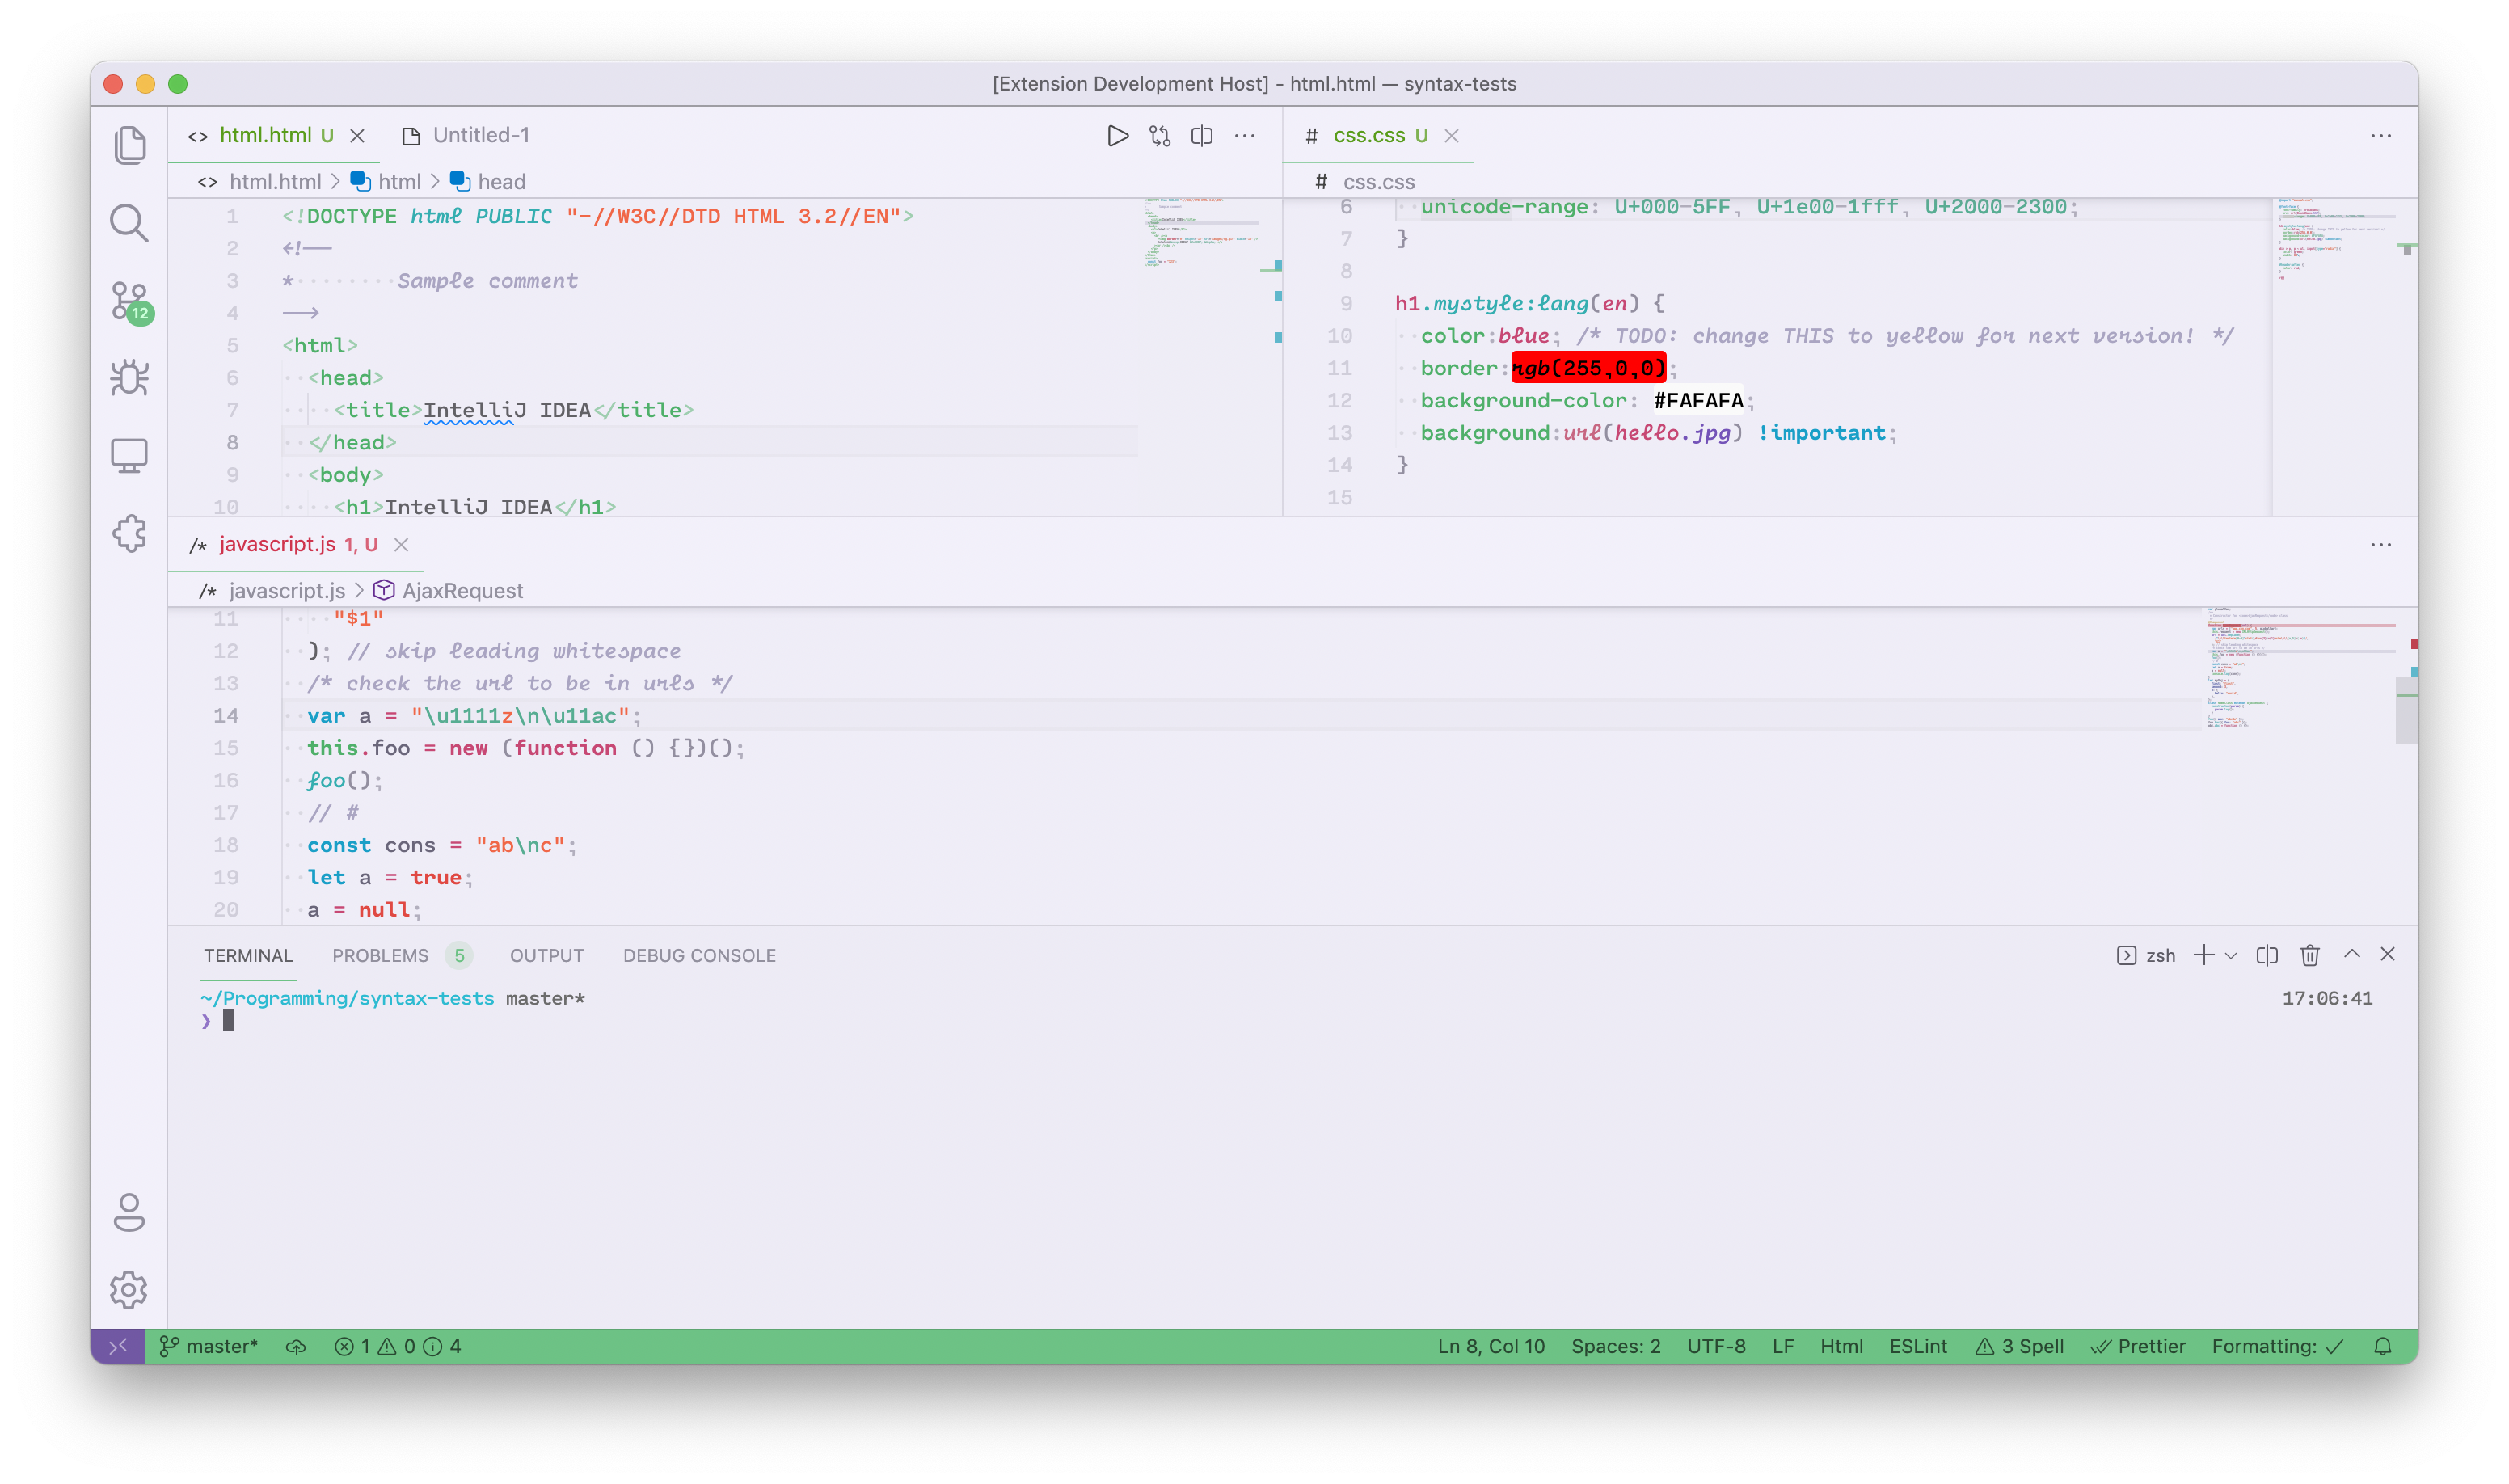 [Extension Development Host] - html.html — syntax-tests
<> html.html U
Untitled-1
<> html.html > html > head
1 <!DOCTYPE html PUBLIC "-//W3C//DTD HTML 3.2//EN">
2 <!--
3 *········Sample comment
4 -->
5 <html>
6 ··<head>
7 ····<title>IntelliJ IDEA</title>
8 ··</head>
9 ··<body>
10 ····<h1>IntelliJ IDEA</h1>
# css.css U
# css.css
6 ··unicode-range: U+000-5FF, U+1e00-1fff, U+2000-2300;
7 }
8
9 h1.mystyle:lang(en) {
10 ··color:blue; /* TODO: change THIS to yellow for next version! */
11 ··border:rgb(255,0,0);
12 ··background-color: #FAFAFA;
13 ··background:url(hello.jpg) !important;
14 }
15
12
/* javascript.js 1, U
/* javascript.js > AjaxRequest
11 ····"$1"
12 ··); // skip leading whitespace
13 ··/* check the url to be in urls */
14 ··var a = "\u1111z\n\u11ac";
15 ··this.foo = new (function () {})();
16 ··foo();
17 ··// #
18 ··const cons = "ab\nc";
19 ··let a = true;
20 ··a = null;
TERMINAL PROBLEMS 5 OUTPUT DEBUG CONSOLE
zsh
~/Programming/syntax-tests master* 17:06:41
❯
master* 1 0 4 Ln 8, Col 10 Spaces: 2 UTF-8 LF Html ESLint 3 Spell Prettier Formatting: ✓